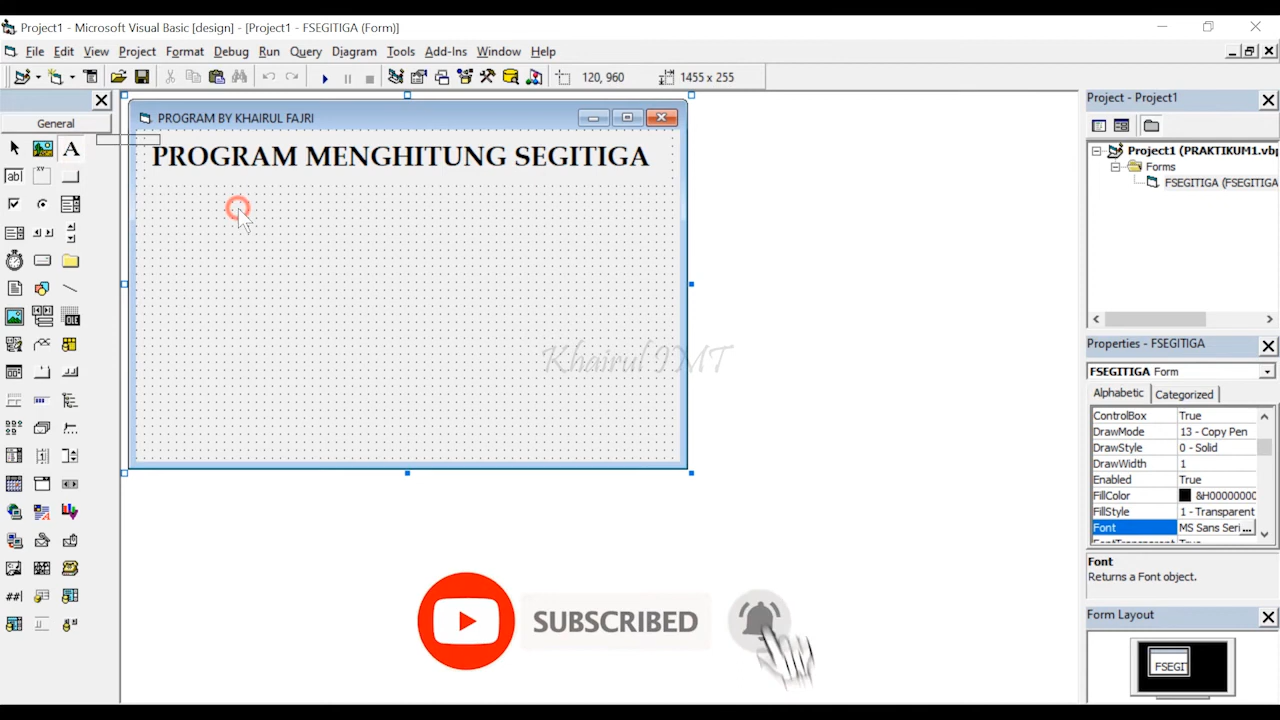 Project1 - Microsoft Visual Basic [design] - [Project1 - FSEGITIGA (Form)]
File Edit View Project Format Debug Run Query Diagram Tools Add-Ins Window Help
120, 960 1455 x 255
General
PROGRAM BY KHAIRUL FAJRI
PROGRAM MENGHITUNG SEGITIGA
Khairul IMT
SUBSCRIBED
Project - Project1
Project1 (PRAKTIKUM1.vbp
Forms
FSEGITIGA (FSEGITIGA
Properties - FSEGITIGA
FSEGITIGA Form
Alphabetic Categorized
ControlBox True
DrawMode 13 - Copy Pen
DrawStyle 0 - Solid
DrawWidth 1
Enabled True
FillColor &H0000000C
FillStyle 1 - Transparent
Font MS Sans Seri ...
FontTransparent True
Font
Returns a Font object.
Form Layout
FSEGIT